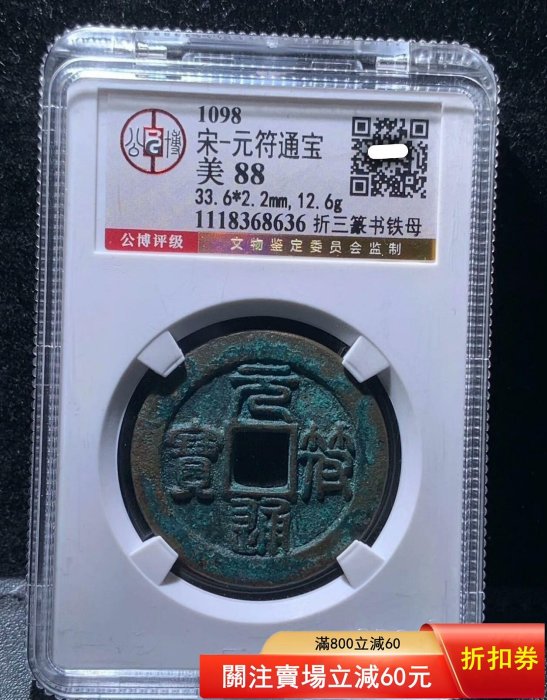 1098
公博
宋-元符通宝
美 88
33.6*2.2mm,12.6g
1118368636 折三篆书铁母
公博评级
文物鉴定委员会监制
元
寶 符
通
滿800立減60
關注賣場立減60元
折扣券